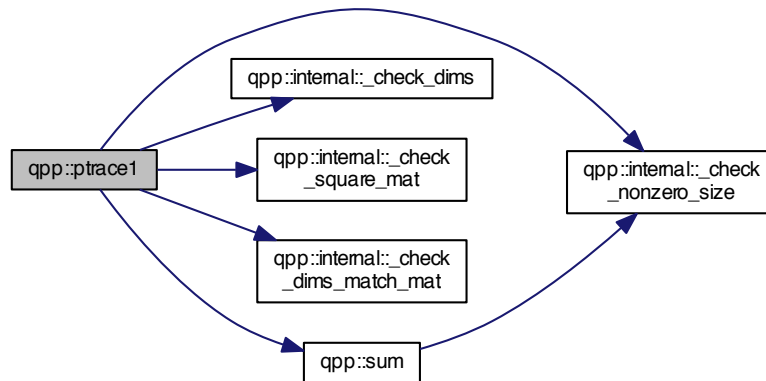 qpp::internal::_check_dims
qpp::ptrace1
qpp::internal::_check
_square_mat
qpp::internal::_check
_nonzero_size
qpp::internal::_check
_dims_match_mat
qpp::sum